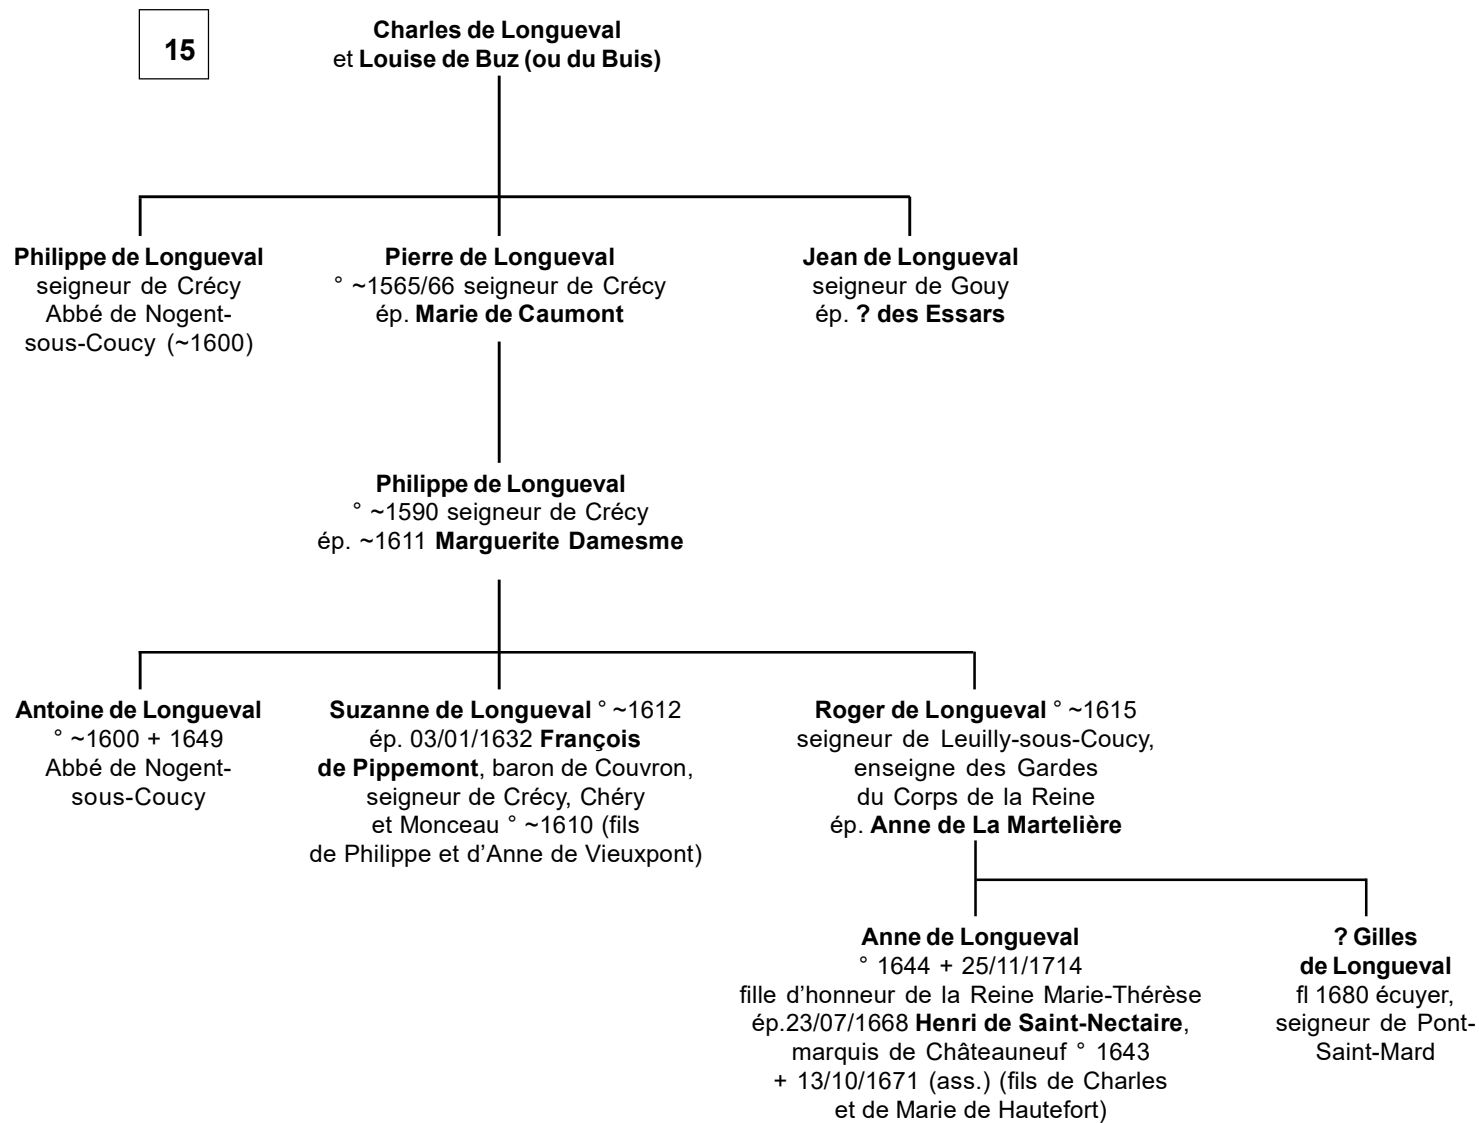 15
Charles de Longueval
et Louise de Buz (ou du Buis)
Philippe de Longueval
seigneur de Crécy
Abbé de Nogent-
sous-Coucy (~1600)
Pierre de Longueval
° ~1565/66 seigneur de Crécy
ép. Marie de Caumont
Jean de Longueval
seigneur de Gouy
ép. ? des Essars
Philippe de Longueval
° ~1590 seigneur de Crécy
ép. ~1611 Marguerite Damesme
Antoine de Longueval
° ~1600 + 1649
Abbé de Nogent-
sous-Coucy
Suzanne de Longueval ° ~1612
ép. 03/01/1632 François
de Pippemont, baron de Couvron,
seigneur de Crécy, Chéry
et Monceau ° ~1610 (fils
de Philippe et d'Anne de Vieuxpont)
Roger de Longueval ° ~1615
seigneur de Leuilly-sous-Coucy,
enseigne des Gardes
du Corps de la Reine
ép. Anne de La Martelière
Anne de Longueval
° 1644 + 25/11/1714
fille d'honneur de la Reine Marie-Thérèse
ép.23/07/1668 Henri de Saint-Nectaire,
marquis de Châteauneuf ° 1643
+ 13/10/1671 (ass.) (fils de Charles
et de Marie de Hautefort)
? Gilles
de Longueval
fl 1680 écuyer,
seigneur de Pont-
Saint-Mard